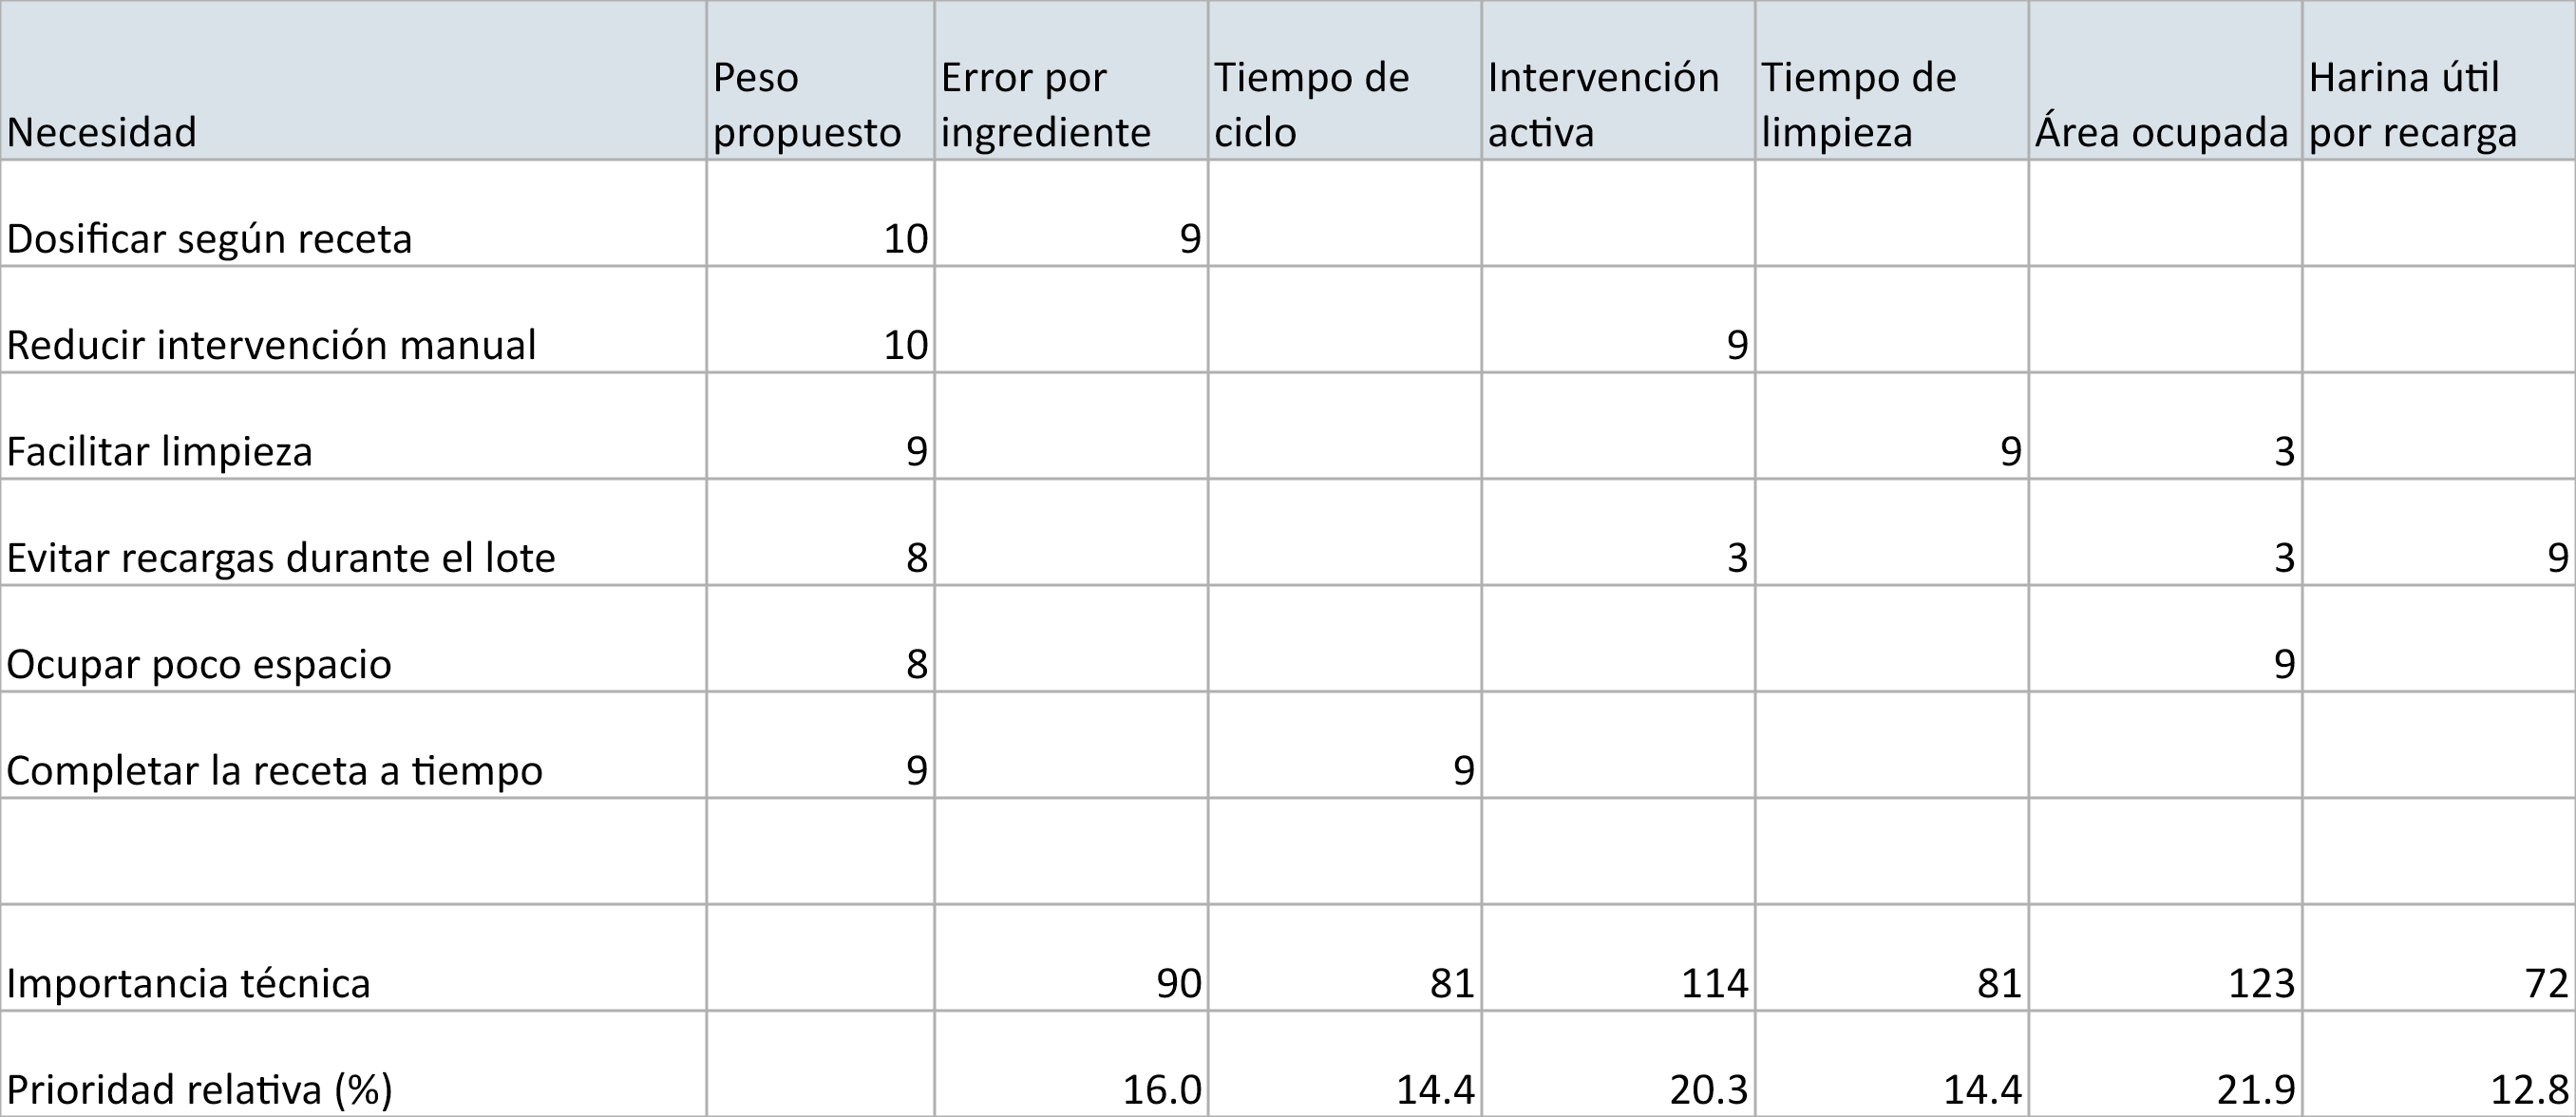 Necesidad Peso propuesto Error por ingrediente Tiempo de ciclo Intervención activa Tiempo de limpieza Área ocupada Harina útil por recarga
Dosificar según receta 10 9
Reducir intervención manual 10 9
Facilitar limpieza 9 9 3
Evitar recargas durante el lote 8 3 3 9
Ocupar poco espacio 8 9
Completar la receta a tiempo 9 9
Importancia técnica 90 81 114 81 123 72
Prioridad relativa (%) 16.0 14.4 20.3 14.4 21.9 12.8